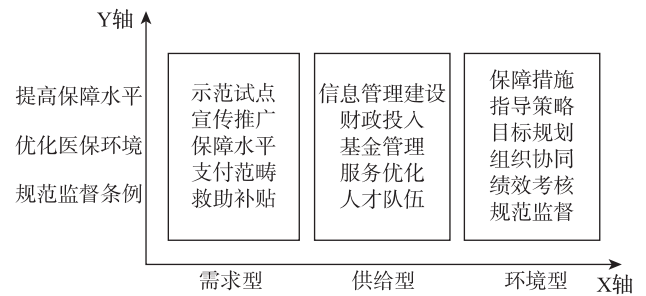 Y轴
提高保障水平
优化医保环境
规范监督条例
示范试点
宣传推广
保障水平
支付范畴
救助补贴
信息管理建设
财政投入
基金管理
服务优化
人才队伍
保障措施
指导策略
目标规划
组织协同
绩效考核
规范监督
需求型
供给型
环境型
X轴